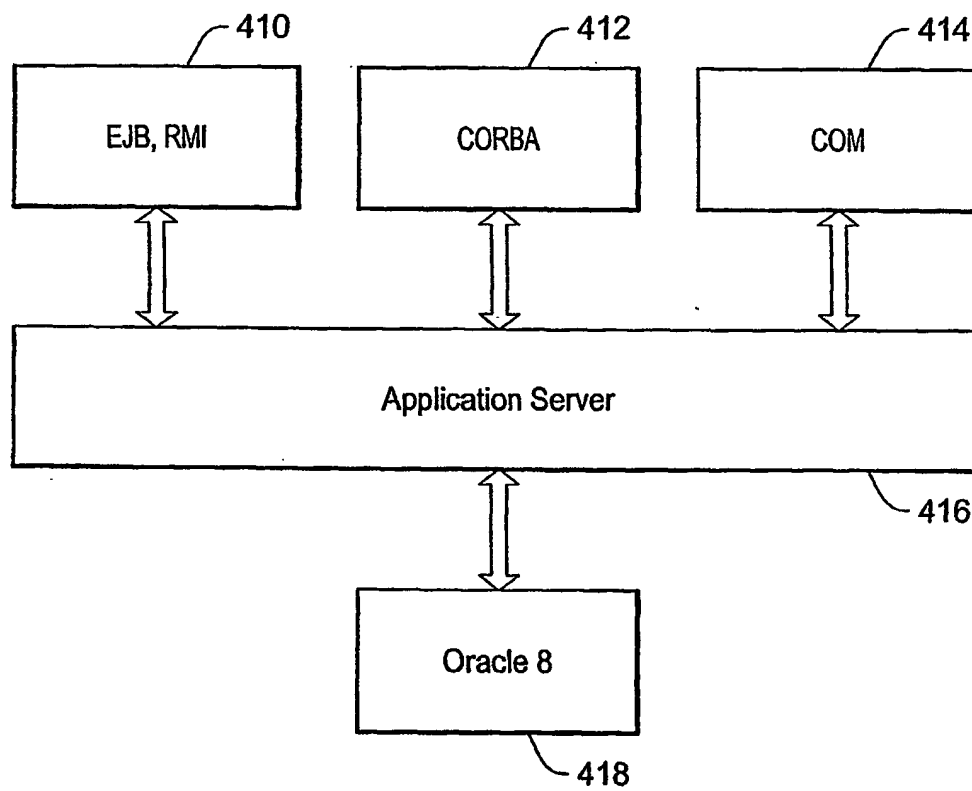 410
412
414
EJB, RMI
CORBA
COM
Application Server
416
Oracle 8
418